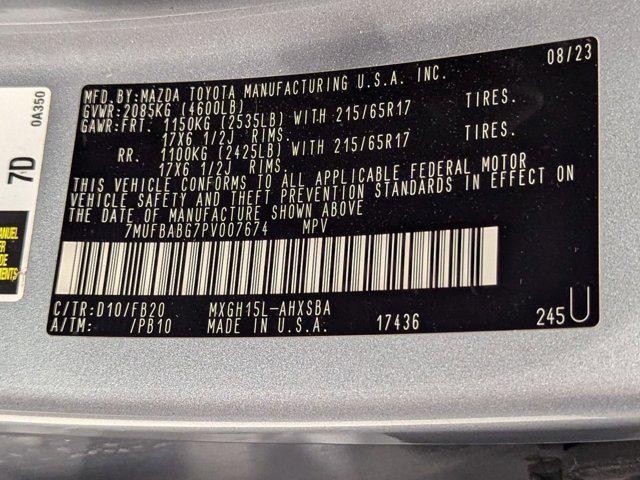 08/23
MFD.BY:MAZDA TOYOTA MANUFACTURING U.S.A. INC.
GVWR:2085KG (4600LB)
GAWR:FRT. 1150KG (2535LB) WITH 215/65R17 TIRES.
17X6 1/2J RIMS.
RR. 1100KG (2425LB) WITH 215/65R17 TIRES.
17X6 1/2J RIMS.
THIS VEHICLE CONFORMS TO ALL APPLICABLE FEDERAL MOTOR
VEHICLE SAFETY AND THEFT PREVENTION STANDARDS IN EFFECT ON
THE DATE OF MANUFACTURE SHOWN ABOVE
7MUFBABG7PV007674 MPV
C/TR:D10/FB20 MXGH15L-AHXSBA
A/TM: /PB10 MADE IN U.S.A. 17436 245U
0A350
7D